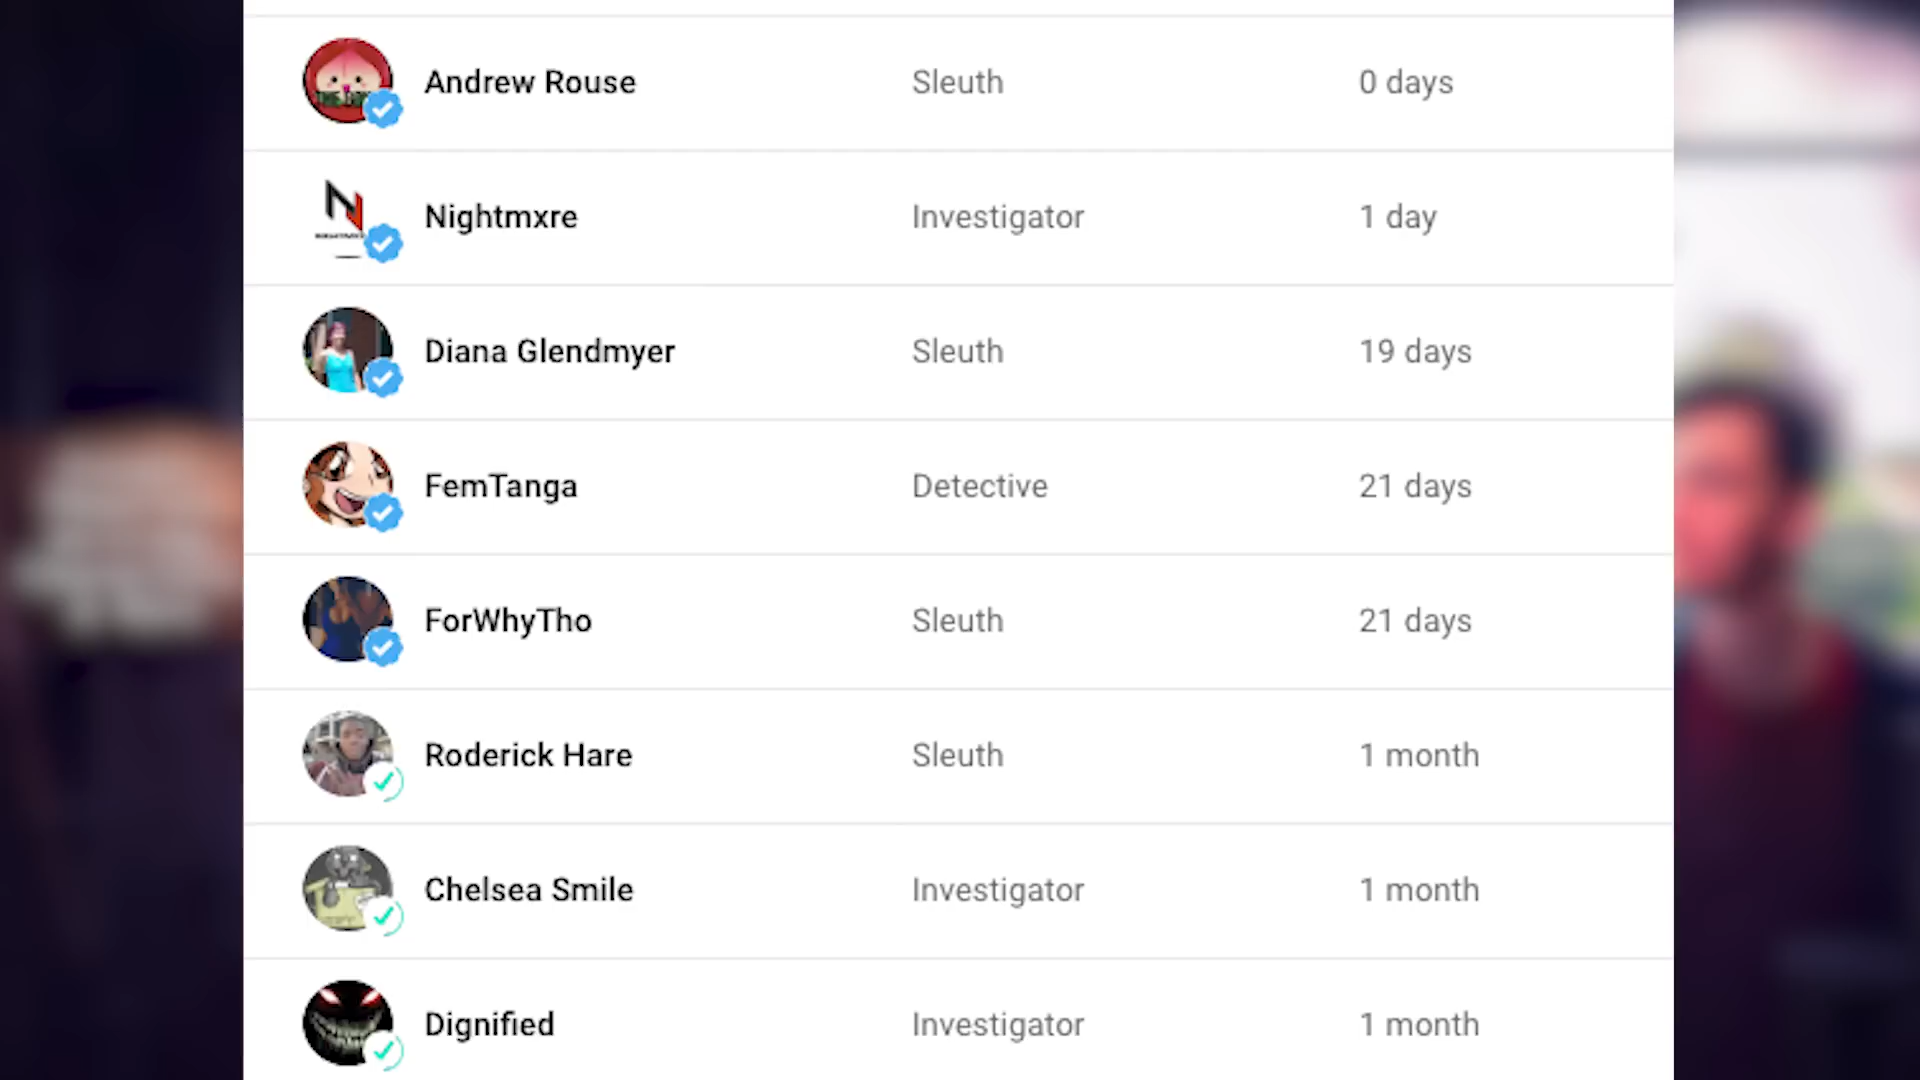 Andrew Rouse Sleuth 0 days
Nightmxre Investigator 1 day
Diana Glendmyer Sleuth 19 days
FemTanga Detective 21 days
ForWhyTho Sleuth 21 days
Roderick Hare Sleuth 1 month
Chelsea Smile Investigator 1 month
Dignified Investigator 1 month